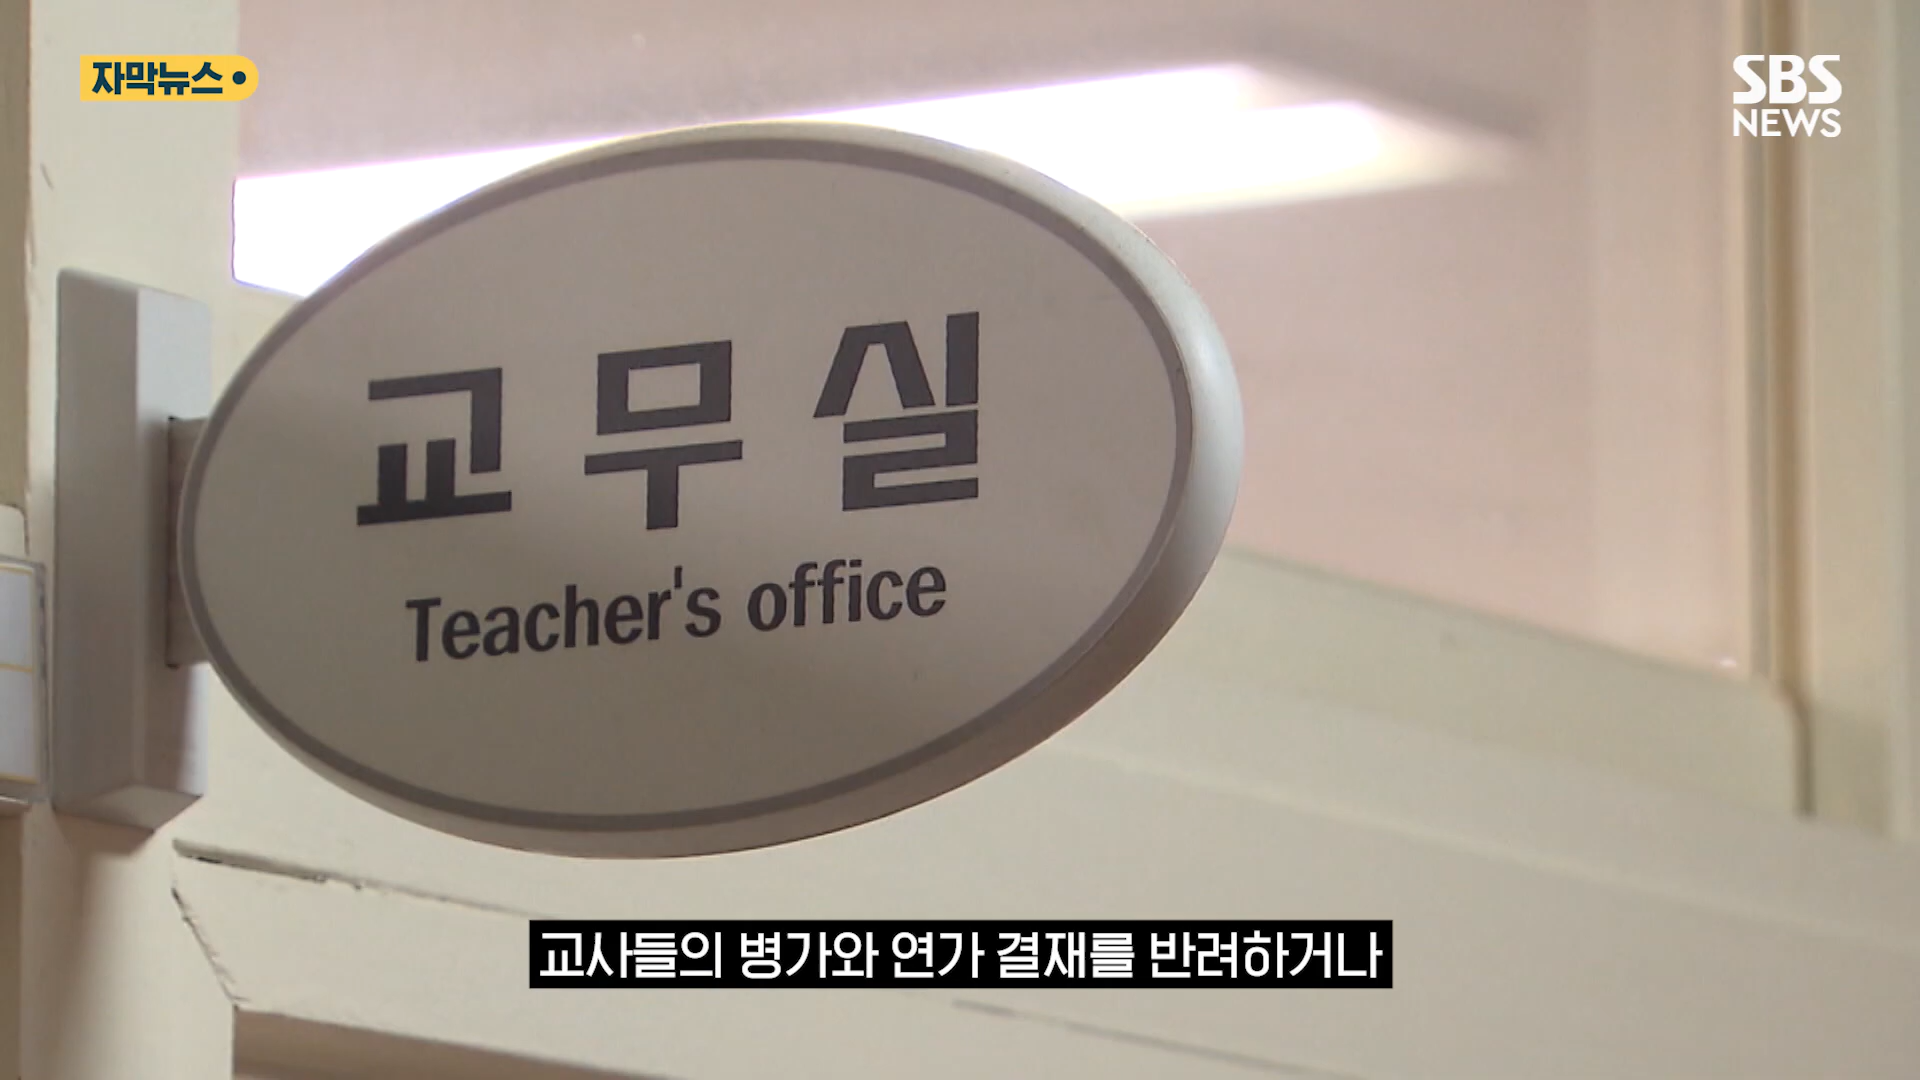 자막뉴스
SBS
NEWS
교무실
Teacher's office
교사들의 병가와 연가 결재를 반려하거나